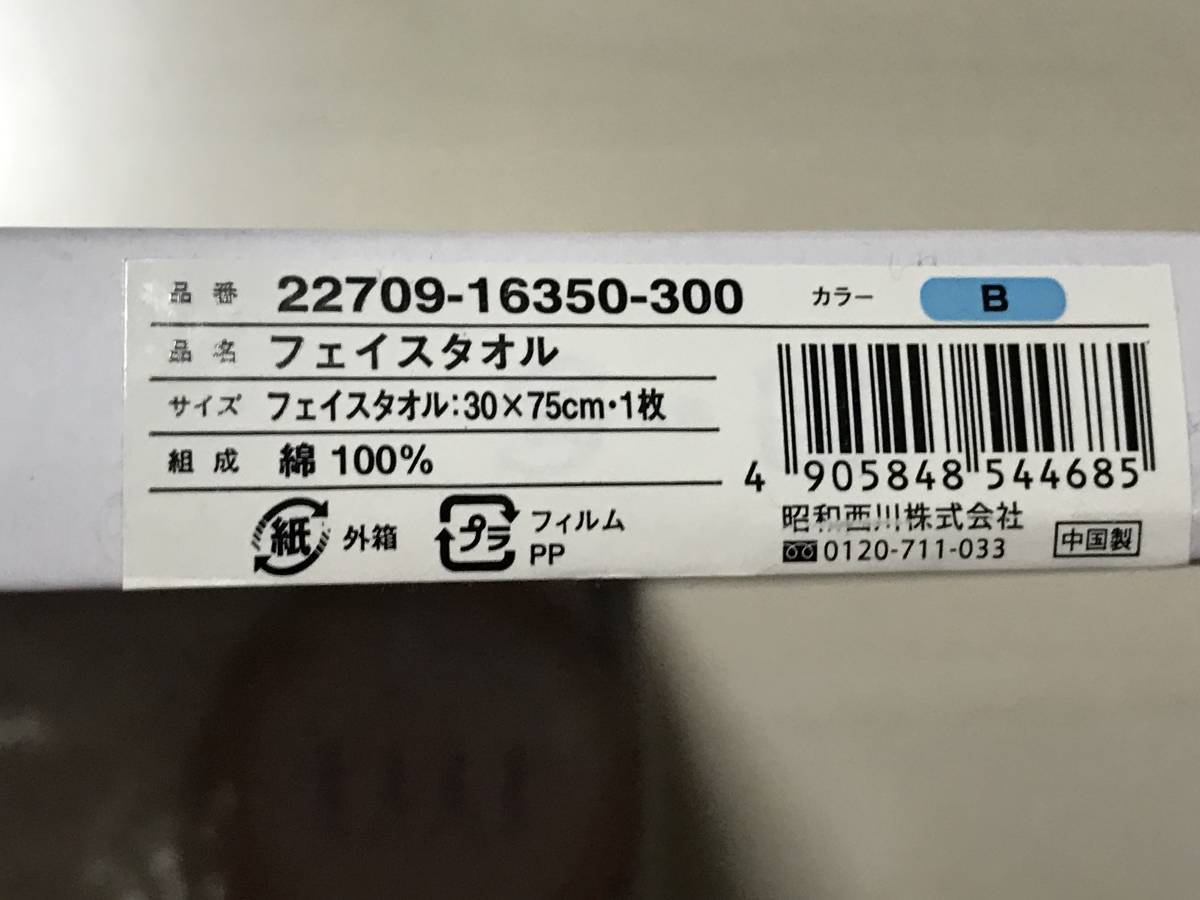 品番 22709-16350-300 カラー B
品名 フェイスタオル
サイズ フェイスタオル:30×75cm・1枚
組成 綿 100%
紙 外箱
プラ フィルム PP
4 905848 544685
昭和西川株式会社
0120-711-033 中国製